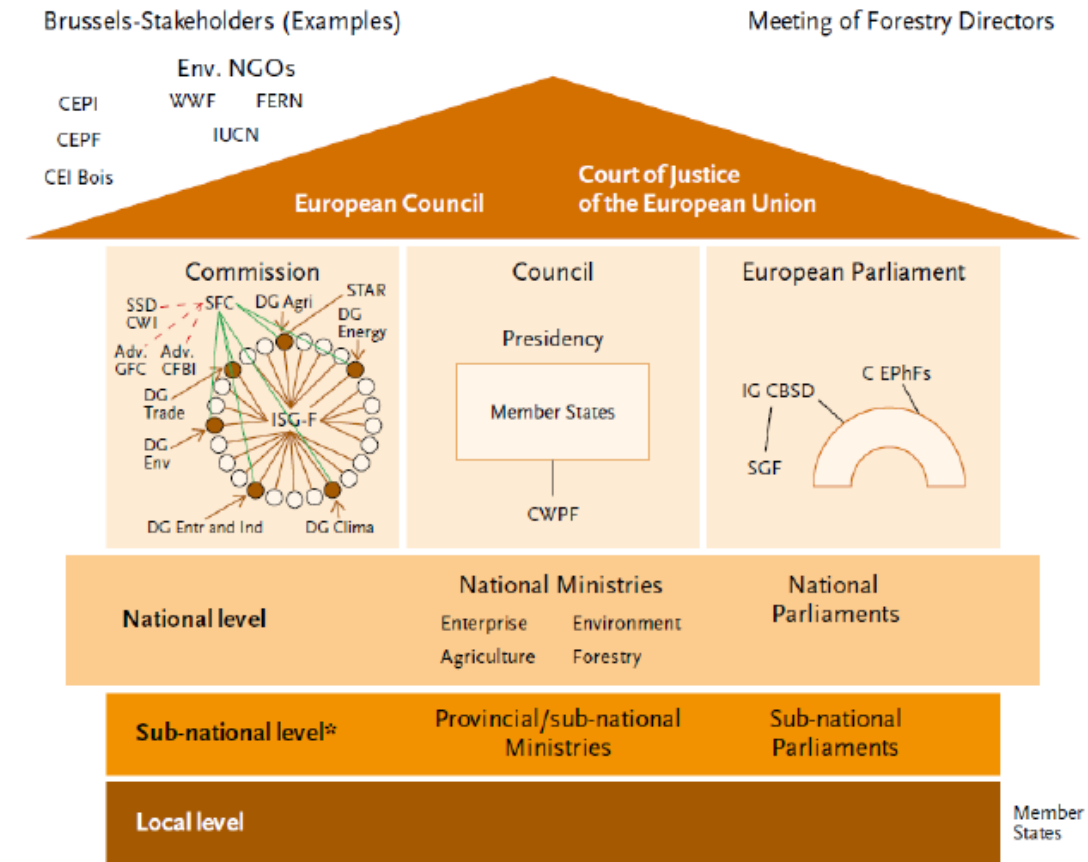 Brussels-Stakeholders (Examples)
Meeting of Forestry Directors
Env. NGOs
CEPI
WWF FERN
CEPF
IUCN
CEI Bois
European Council
Court of Justice
of the European Union
Commission
SSD
CWI
SFC
DG Agri
STAR
DG
Energy
Adv.
GFC
Adv.
CFBI
DG
Trade
ISG-F
DG
Env
DG Entr and Ind
DG Clima
Council
Presidency
Member States
CWPF
European Parliament
IG CBSD
C EPhFs
SGF
National level
National Ministries
Enterprise Environment
Agriculture Forestry
National
Parliaments
Sub-national level*
Provincial/sub-national
Ministries
Sub-national
Parliaments
Local level
Member
States